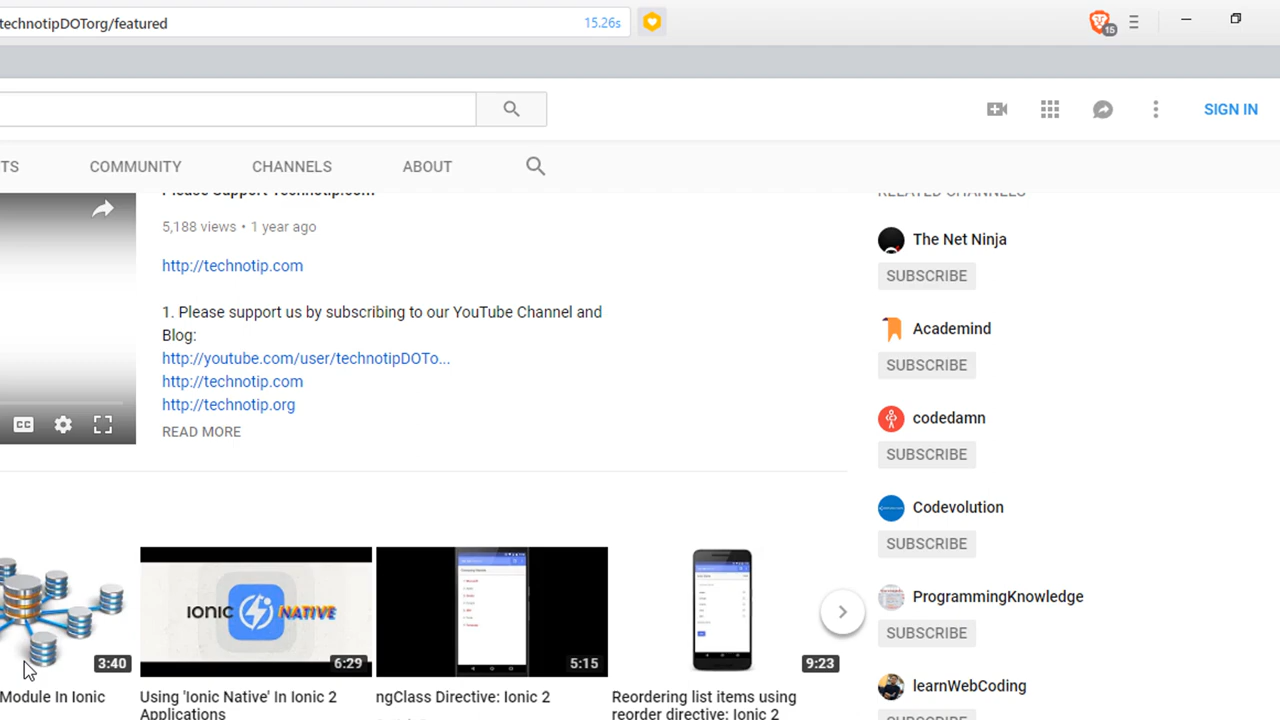 technotipDOTorg/featured
15.26s
15
SIGN IN
TS
COMMUNITY
CHANNELS
ABOUT
Please Support Technotip.com
5,188 views • 1 year ago
http://technotip.com
1. Please support us by subscribing to our YouTube Channel and
Blog:
http://youtube.com/user/technotipDOTo...
http://technotip.com
http://technotip.org
READ MORE
CC
RELATED CHANNELS
The Net Ninja
SUBSCRIBE
Academind
SUBSCRIBE
codedamn
SUBSCRIBE
Codevolution
SUBSCRIBE
ProgrammingKnowledge
SUBSCRIBE
learnWebCoding
SUBSCRIBE
3:40
IONIC NATIVE
6:29
5:15
9:23
Module In Ionic
Using 'Ionic Native' In Ionic 2
Applications
ngClass Directive: Ionic 2
Reordering list items using
reorder directive: Ionic 2